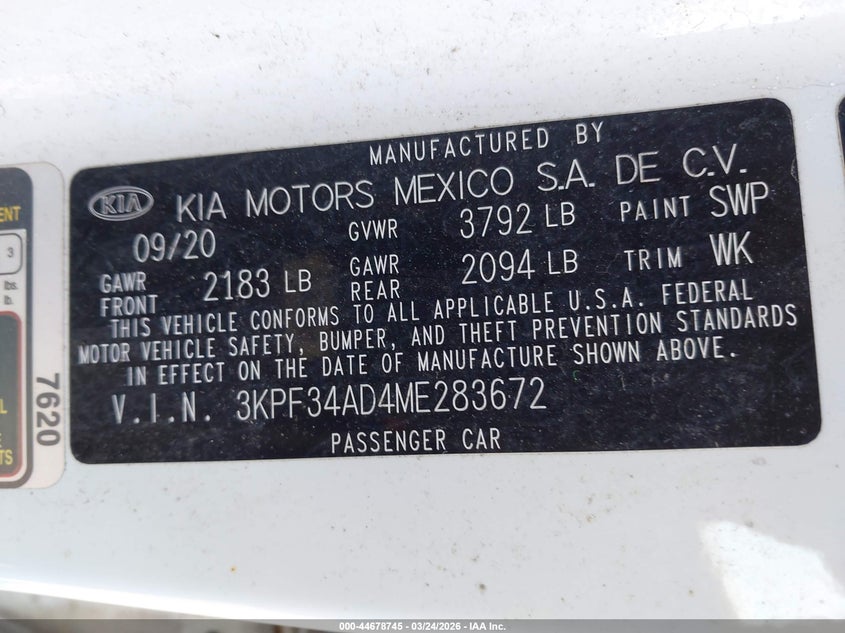 MANUFACTURED BY
KIA KIA MOTORS MEXICO S.A. DE C.V.
09/20 GVWR 3792 LB PAINT SWP
GAWR FRONT 2183 LB GAWR REAR 2094 LB TRIM WK
THIS VEHICLE CONFORMS TO ALL APPLICABLE U.S.A. FEDERAL
MOTOR VEHICLE SAFETY, BUMPER, AND THEFT PREVENTION STANDARDS
IN EFFECT ON THE DATE OF MANUFACTURE SHOWN ABOVE.
V.I.N. 3KPF34AD4ME283672
PASSENGER CAR
7620
3
lbs.
lb.
000-44678745 - 03/24/2026 - IAA Inc.